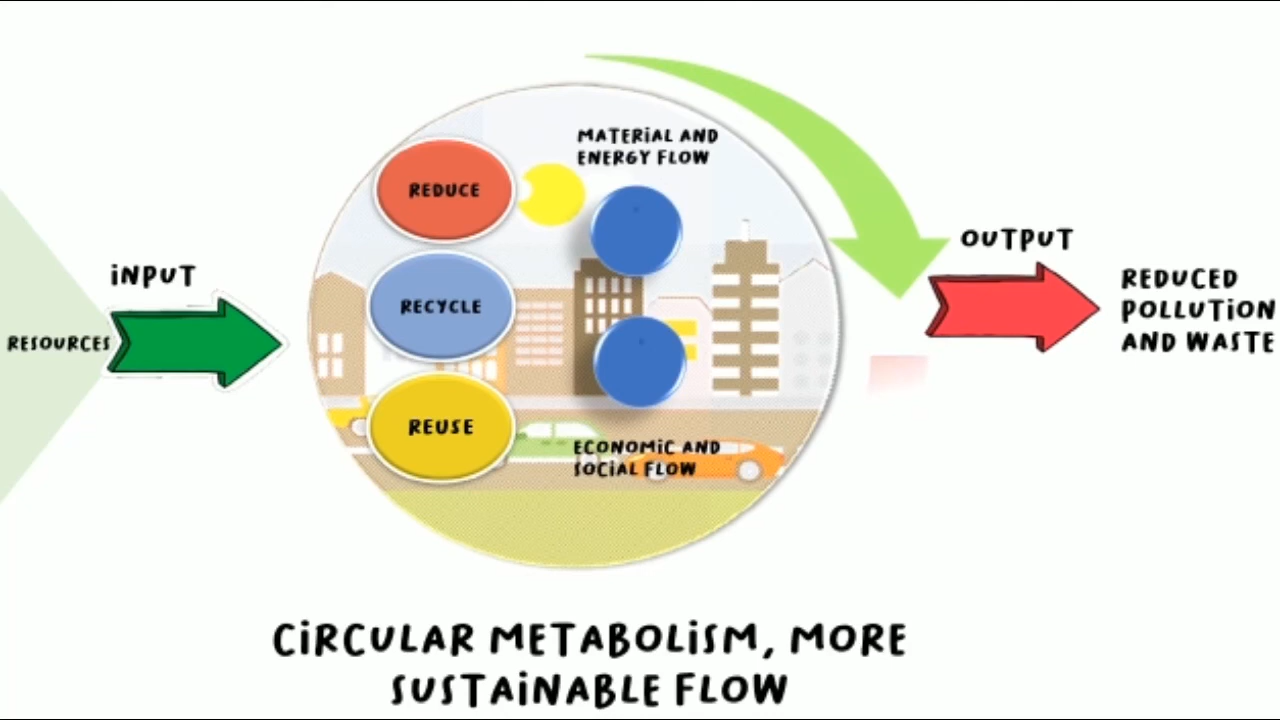 MATERIAL AND
ENERGY FLOW
REDUCE
RECYCLE
REUSE
ECONOMIC AND
SOCIAL FLOW
INPUT
RESOURCES
OUTPUT
REDUCED
POLLUTION
AND WASTE
CIRCULAR METABOLISM, MORE
SUSTAINABLE FLOW